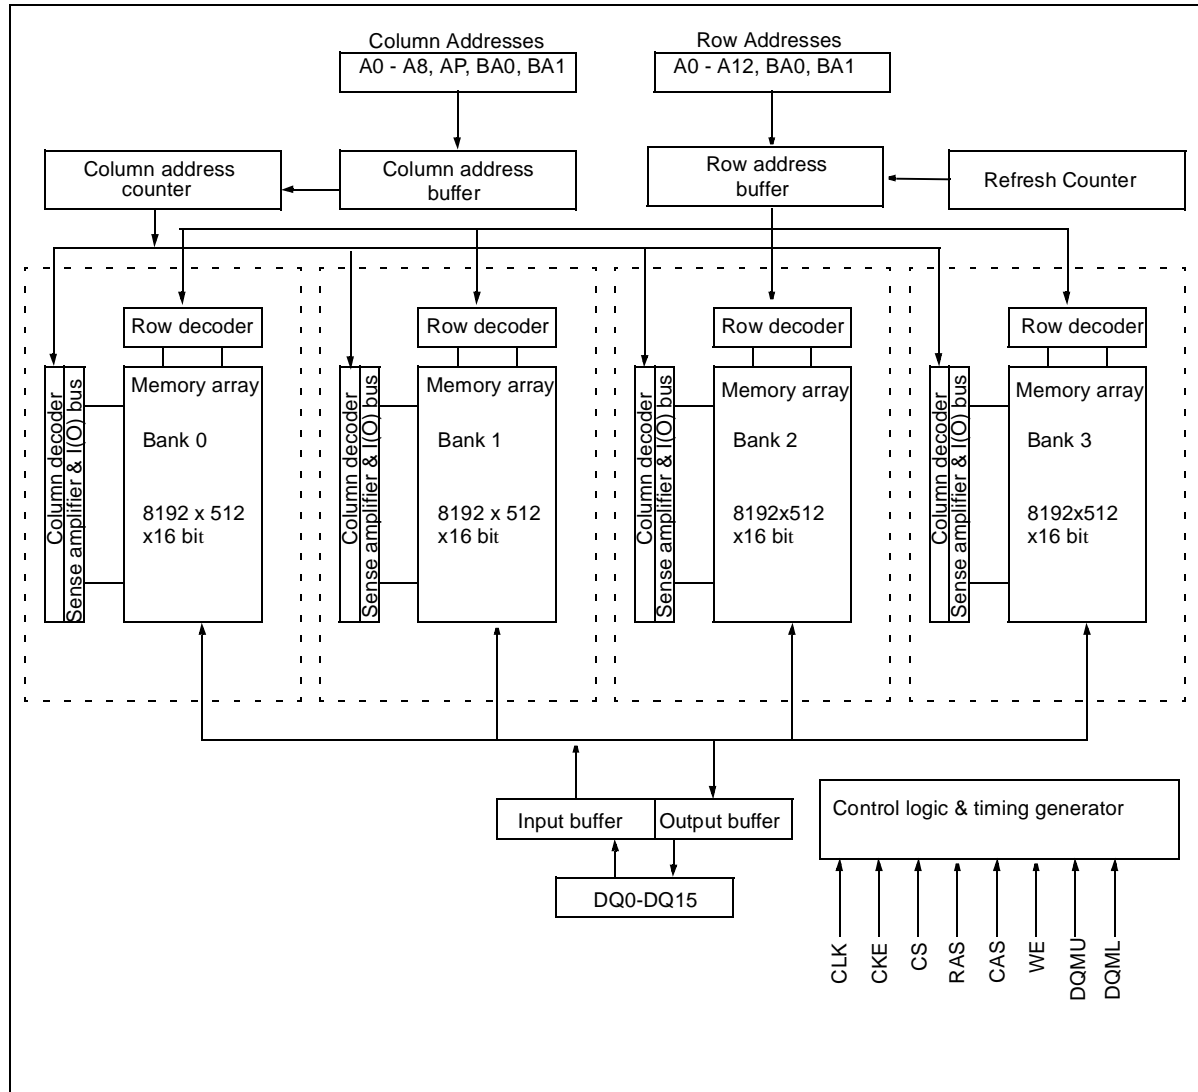 Column Addresses
A0 - A8, AP, BA0, BA1
Row Addresses
A0 - A12, BA0, BA1
Column address
counter
Column address
buffer
Row address
buffer
Refresh Counter
Row decoder
Row decoder
Row decoder
Row decoder
Column decoder
Sense amplifier & I(O) bus
Memory array
Bank 0
8192 x 512
x16 bit
Column decoder
Sense amplifier & I(O) bus
Memory array
Bank 1
8192 x 512
x16 bit
Column decoder
Sense amplifier & I(O) bus
Memory array
Bank 2
8192x512
x16 bit
Column decoder
Sense amplifier & I(O) bus
Memory array
Bank 3
8192x512
x16 bit
Input buffer
Output buffer
DQ0-DQ15
Control logic & timing generator
CLK
CKE
CS
RAS
CAS
WE
DQMU
DQML